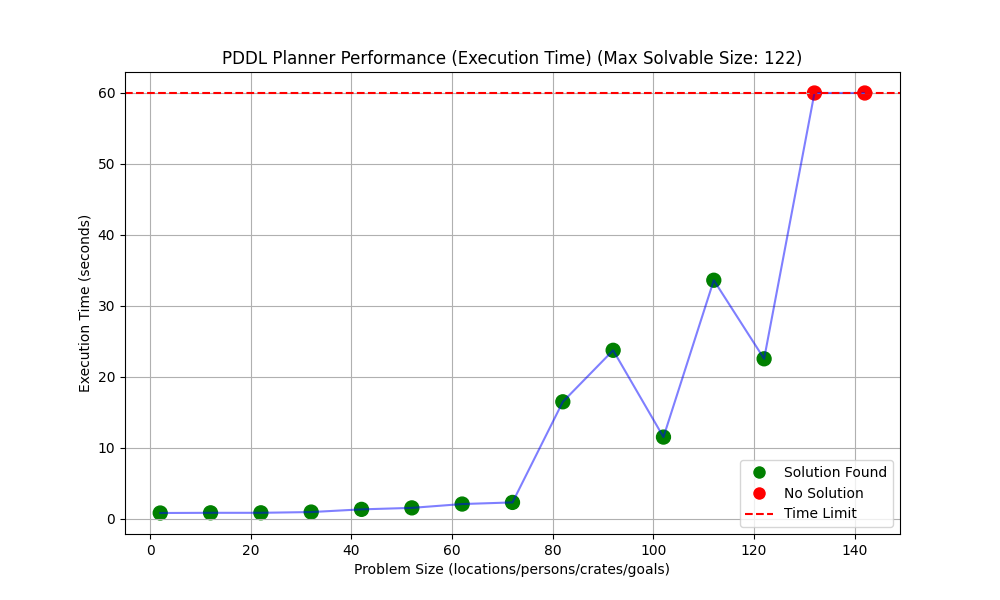 PDDL Planner Performance (Execution Time) (Max Solvable Size: 122)
60
50
40
30
20
10
0
Execution Time (seconds)
Solution Found
No Solution
Time Limit
0 20 40 60 80 100 120 140
Problem Size (locations/persons/crates/goals)